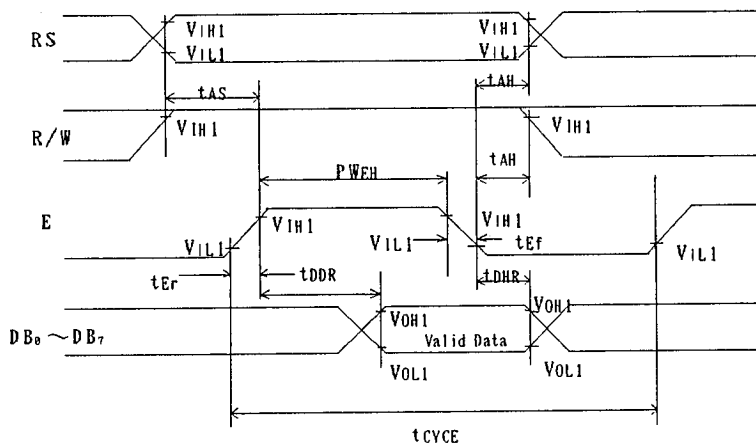 RS
VIH1
VIL1
VIH1
VIL1
tAS
tAH
R/W
VIH1
VIH1
tAH
PWEH
E
VIH1
VIH1
VIL1
VIL1
tEf
VIL1
tEr
tDDR
tDHR
DB0~DB7
VOH1
VOH1
Valid Data
VOL1
VOL1
tCYCE